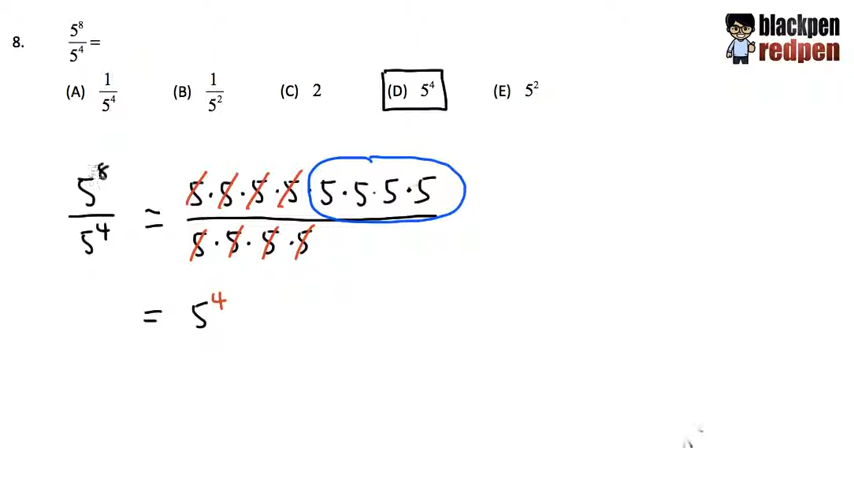 blackpen
redpen
8. 5⁸/5⁴ =
(A) 1/5⁴ (B) 1/5² (C) 2 (D) 5⁴ (E) 5²
5⁸/5⁴ = 5·5·5·5·5·5·5·5/5·5·5·5
= 5⁴